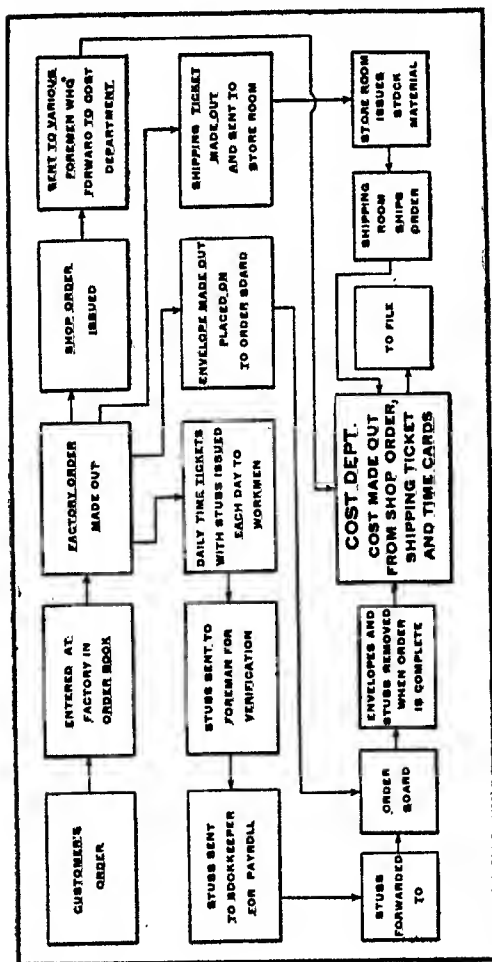 CUSTOMER'S
ORDER
ENTERED AT
FACTORY IN
ORDER BOOK
FACTORY ORDER
MADE OUT
SHOP ORDER
ISSUED
SENT TO VARIOUS
FOREMEN WHO
FORWARD TO COST
DEPARTMENT.
STUBS SENT
TO BOOKKEEPER
FOR PAYROLL
STUBS SENT TO
FOREMAN FOR
VERIFICATION
DAILY TIME TICKETS
WITH STUBS ISSUED
EACH DAY TO
WORKMEN
ENVELOPE MADE OUT
PLACED ON
TO ORDER BOARD
SHIPPING TICKET
MADE OUT
AND SENT TO
STORE ROOM
STUBS
FORWARDED
TO
ORDER
BOARD
ENVELOPES AND
STUBS REMOVED
WHEN ORDER
IS COMPLETE
COST DEPT.
COST MADE OUT
FROM SHOP ORDER,
SHIPPING TICKET
AND TIME CARDS
TO FILE
SHIPPING
ROOM
SHIPS
ORDER
STORE ROOM
ISSUES
STOCK
MATERIAL